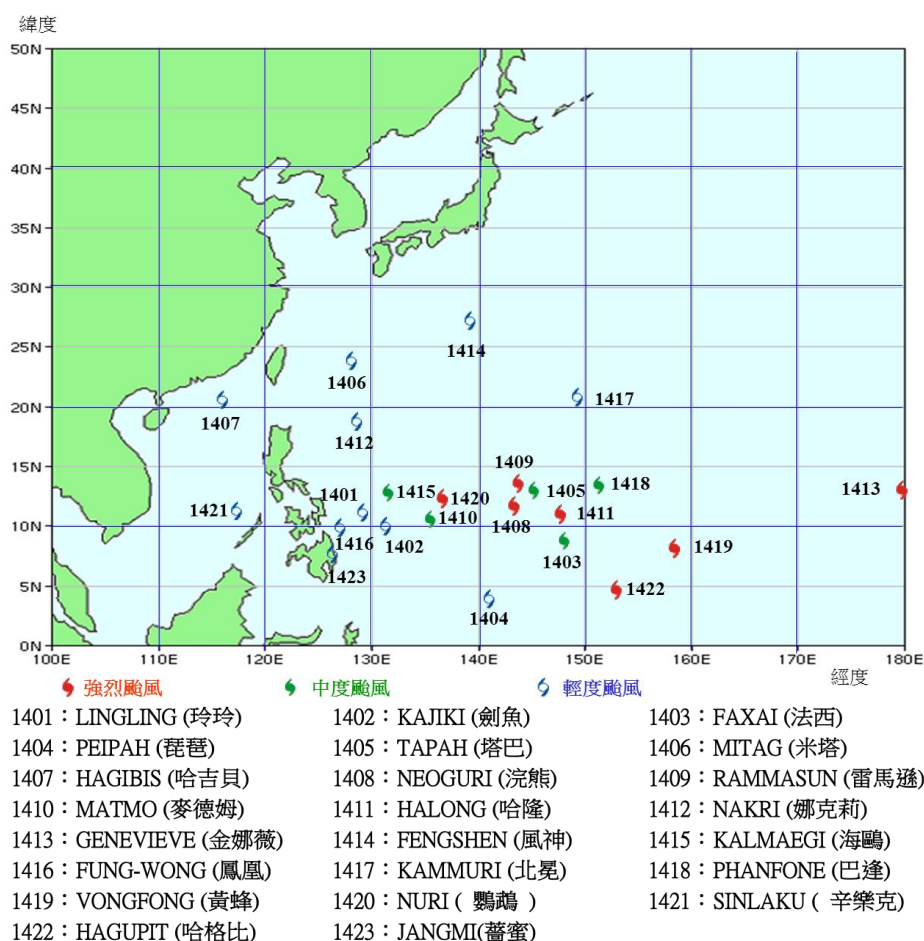 緯度
50N
45N
40N
35N
30N
25N
1414
1406
1417
20N
1407
1412
15N
1409
1415 1420 1405 1418 1413
1401
1421 1410 1408 1411
10N
1416 1402 1403 1419
1423
5N
1422
1404
0N
100E 110E 120E 130E 140E 150E 160E 170E 180E
經度
強烈颱風 中度颱風 輕度颱風
1401：LINGLING (玲玲) 1402：KAJIKI (劍魚) 1403：FAXAI (法西)
1404：PEIPAH (琵琶) 1405：TAPAH (塔巴) 1406：MITAG (米塔)
1407：HAGIBIS (哈吉貝) 1408：NEOGURI (浣熊) 1409：RAMMASUN (雷馬遜)
1410：MATMO (麥德姆) 1411：HALONG (哈隆) 1412：NAKRI (娜克莉)
1413：GENEVIEVE (金娜薇) 1414：FENGSHEN (風神) 1415：KALMAEGI (海鷗)
1416：FUNG-WONG (鳳凰) 1417：KAMMURI (北冕) 1418：PHANFONE (巴逢)
1419：VONGFONG (黃蜂) 1420：NURI ( 鸚鵡 ) 1421：SINLAKU ( 辛樂克)
1422：HAGUPIT (哈格比) 1423：JANGMI(薔蜜)